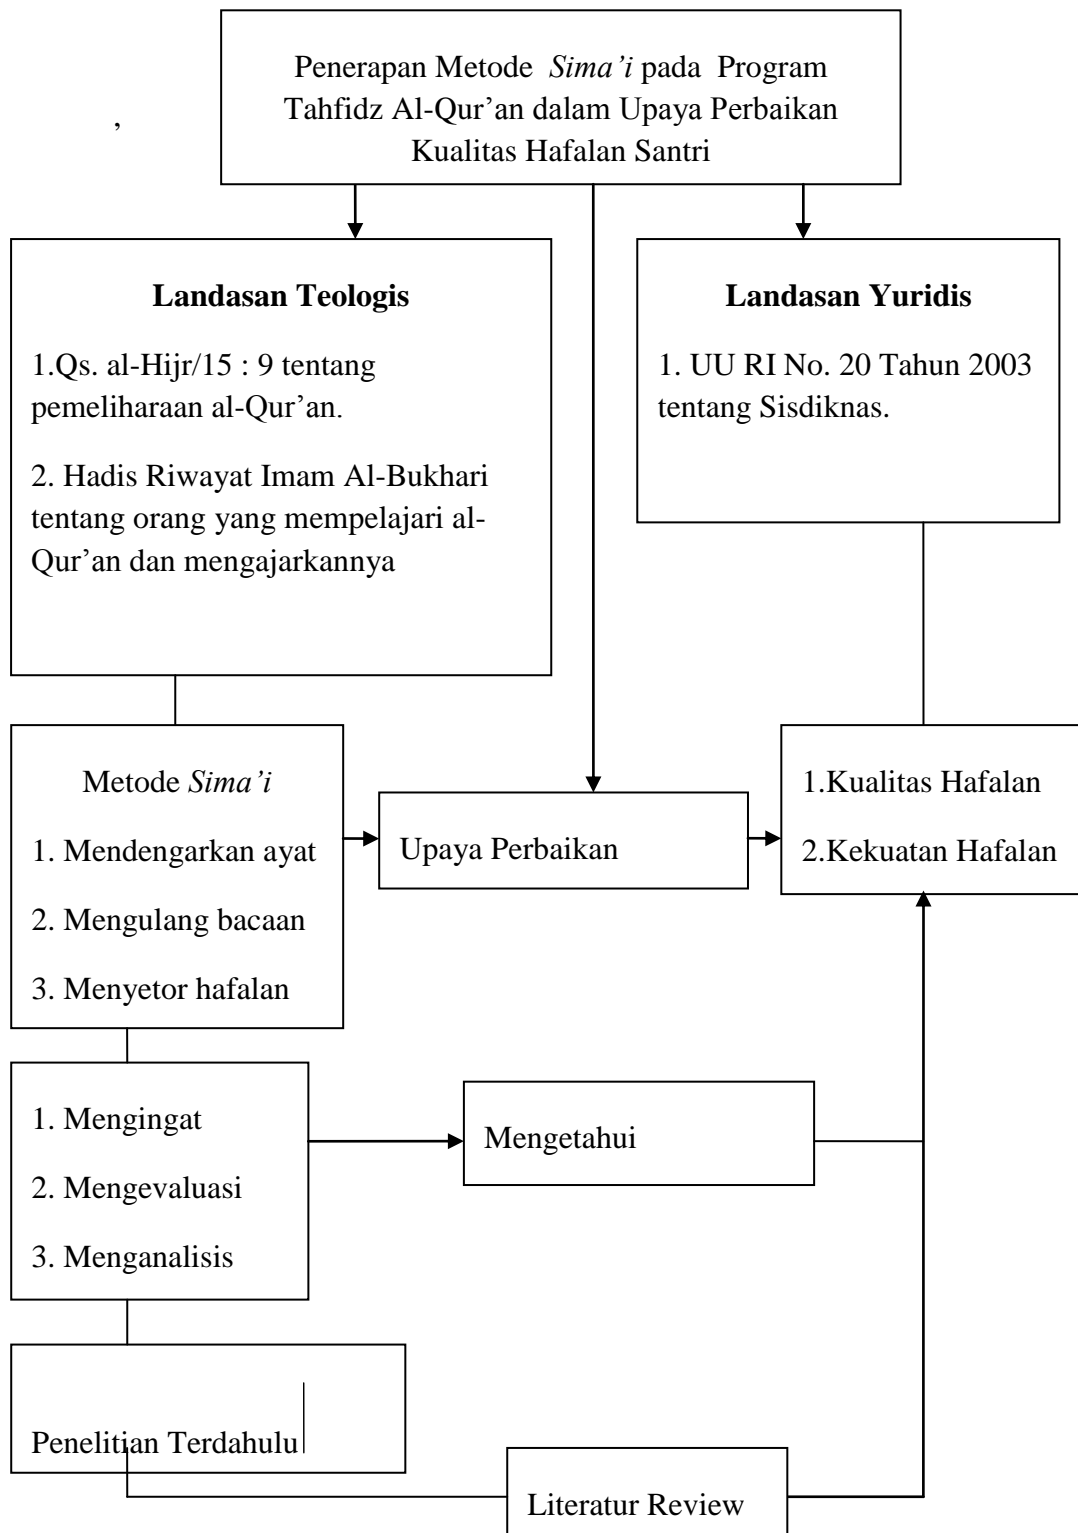 Penerapan Metode Sima’i pada Program
Tahfidz Al-Qur’an dalam Upaya Perbaikan
Kualitas Hafalan Santri
,
Landasan Teologis
1.Qs. al-Hijr/15 : 9 tentang
pemeliharaan al-Qur’an.
2. Hadis Riwayat Imam Al-Bukhari
tentang orang yang mempelajari al-
Qur’an dan mengajarkannya
Landasan Yuridis
1. UU RI No. 20 Tahun 2003
tentang Sisdiknas.
Metode Sima’i
1. Mendengarkan ayat
2. Mengulang bacaan
3. Menyetor hafalan
Upaya Perbaikan
1.Kualitas Hafalan
2.Kekuatan Hafalan
1. Mengingat
2. Mengevaluasi
3. Menganalisis
Mengetahui
Penelitian Terdahulu
Literatur Review